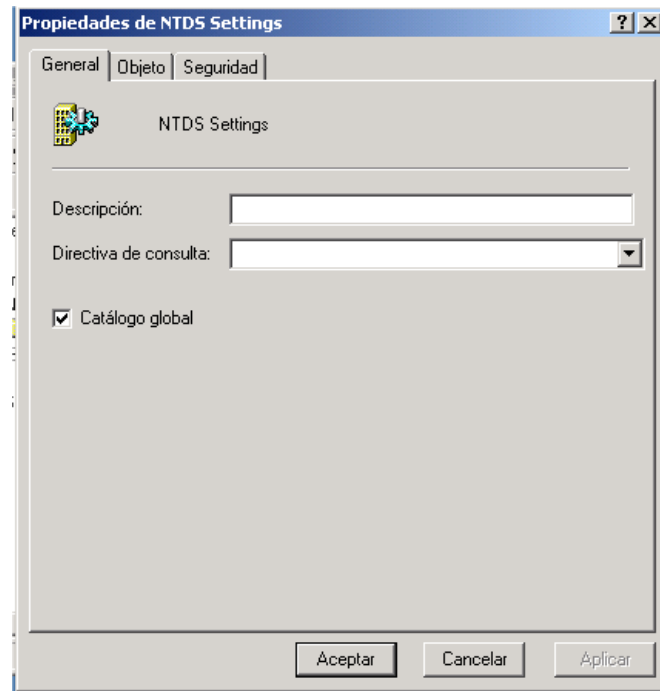 Propiedades de NTDS Settings
General Objeto Seguridad
NTDS Settings
Descripción:
Directiva de consulta:
Catálogo global
Aceptar Cancelar Aplicar